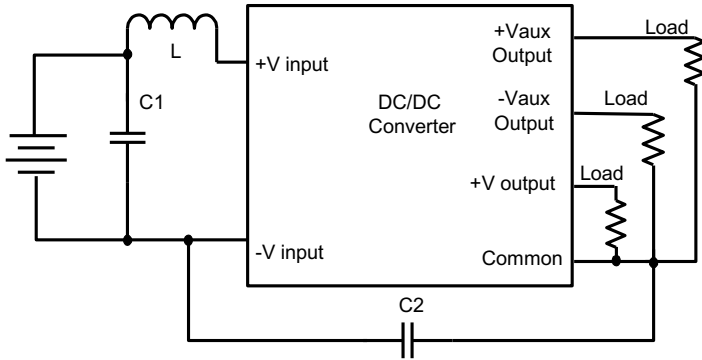 L
C1
+V input
-V input
DC/DC
Converter
+Vaux
Output
-Vaux
Output
+V output
Common
Load
Load
Load
C2